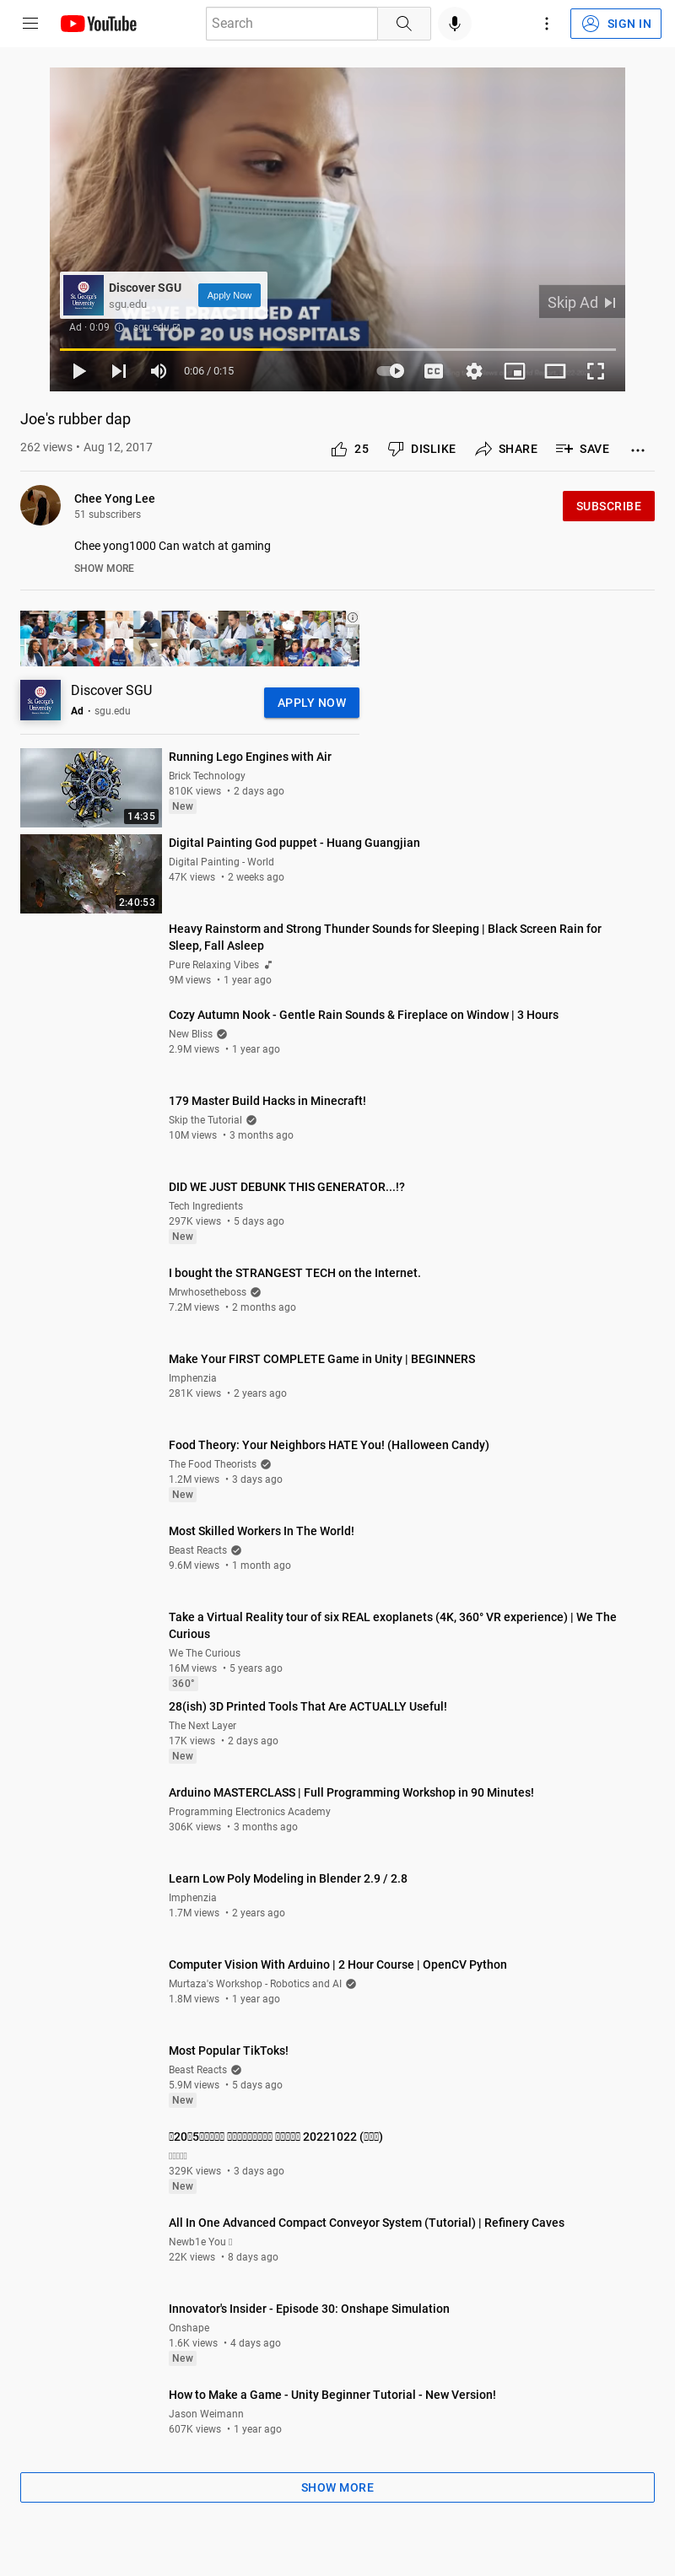 YouTube
Search
SIGN IN
Discover SGU
sgu.edu
Apply Now
Skip Ad
WE'VE PRACTICED AT
Ad · 0:09 sgu.edu
ALL TOP 20 US HOSPITALS
0:06 / 0:15
CC
Joe's rubber dap
262 views • Aug 12, 2017
25 DISLIKE SHARE SAVE
Chee Yong Lee
51 subscribers
SUBSCRIBE
Chee yong1000 Can watch at gaming
SHOW MORE
St. George's
University
Discover SGU
Ad • sgu.edu
APPLY NOW
Running Lego Engines with Air
Brick Technology
810K views • 2 days ago
New
14:35
Digital Painting God puppet - Huang Guangjian
Digital Painting - World
47K views • 2 weeks ago
2:40:53
Heavy Rainstorm and Strong Thunder Sounds for Sleeping | Black Screen Rain for
Sleep, Fall Asleep
Pure Relaxing Vibes
9M views • 1 year ago
Cozy Autumn Nook - Gentle Rain Sounds & Fireplace on Window | 3 Hours
New Bliss
2.9M views • 1 year ago
179 Master Build Hacks in Minecraft!
Skip the Tutorial
10M views • 3 months ago
DID WE JUST DEBUNK THIS GENERATOR...!?
Tech Ingredients
297K views • 5 days ago
New
I bought the STRANGEST TECH on the Internet.
Mrwhosetheboss
7.2M views • 2 months ago
Make Your FIRST COMPLETE Game in Unity | BEGINNERS
Imphenzia
281K views • 2 years ago
Food Theory: Your Neighbors HATE You! (Halloween Candy)
The Food Theorists
1.2M views • 3 days ago
New
Most Skilled Workers In The World!
Beast Reacts
9.6M views • 1 month ago
Take a Virtual Reality tour of six REAL exoplanets (4K, 360° VR experience) | We The
Curious
We The Curious
16M views • 5 years ago
360°
28(ish) 3D Printed Tools That Are ACTUALLY Useful!
The Next Layer
17K views • 2 days ago
New
Arduino MASTERCLASS | Full Programming Workshop in 90 Minutes!
Programming Electronics Academy
306K views • 3 months ago
Learn Low Poly Modeling in Blender 2.9 / 2.8
Imphenzia
1.7M views • 2 years ago
Computer Vision With Arduino | 2 Hour Course | OpenCV Python
Murtaza's Workshop - Robotics and AI
1.8M views • 1 year ago
Most Popular TikToks!
Beast Reacts
5.9M views • 5 days ago
New
20 5 20221022
329K views • 3 days ago
New
All In One Advanced Compact Conveyor System (Tutorial) | Refinery Caves
Newb1e You
22K views • 8 days ago
Innovator's Insider - Episode 30: Onshape Simulation
Onshape
1.6K views • 4 days ago
New
How to Make a Game - Unity Beginner Tutorial - New Version!
Jason Weimann
607K views • 1 year ago
SHOW MORE